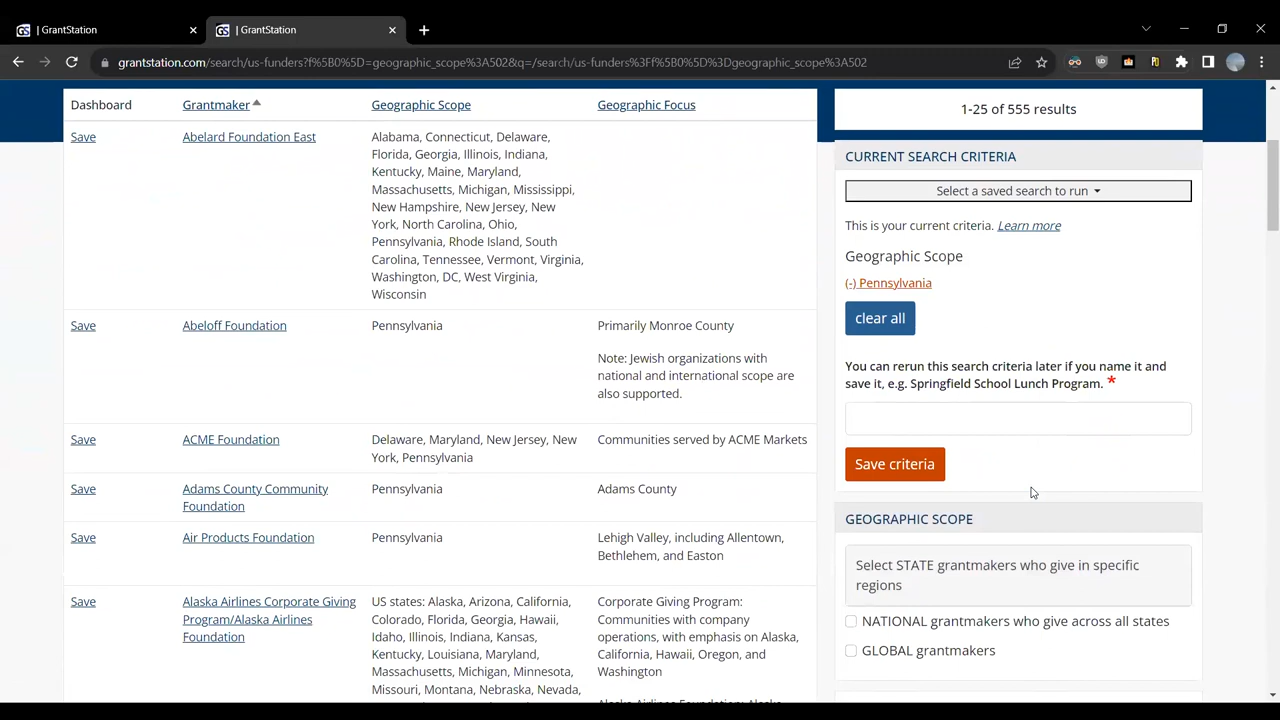 | GrantStation
| GrantStation
grantstation.com/search/us-funders?f%5B0%5D=geographic_scope%3A502&q=/search/us-funders%3Ff%5B0%5D%3Dgeographic_scope%3A502
Dashboard Grantmaker Geographic Scope Geographic Focus
Save Abelard Foundation East Alabama, Connecticut, Delaware,
Florida, Georgia, Illinois, Indiana,
Kentucky, Maine, Maryland,
Massachusetts, Michigan, Mississippi,
New Hampshire, New Jersey, New
York, North Carolina, Ohio,
Pennsylvania, Rhode Island, South
Carolina, Tennessee, Vermont, Virginia,
Washington, DC, West Virginia,
Wisconsin
Save Abeloff Foundation Pennsylvania Primarily Monroe County
Note: Jewish organizations with
national and international scope are
also supported.
Save ACME Foundation Delaware, Maryland, New Jersey, New Communities served by ACME Markets
York, Pennsylvania
Save Adams County Community Pennsylvania Adams County
Foundation
Save Air Products Foundation Pennsylvania Lehigh Valley, including Allentown,
Bethlehem, and Easton
Save Alaska Airlines Corporate Giving US states: Alaska, Arizona, California, Corporate Giving Program:
Program/Alaska Airlines Colorado, Florida, Georgia, Hawaii, Communities with company
Foundation Idaho, Illinois, Indiana, Kansas, operations, with emphasis on Alaska,
Kentucky, Louisiana, Maryland, California, Hawaii, Oregon, and
Massachusetts, Michigan, Minnesota, Washington
Missouri, Montana, Nebraska, Nevada,
1-25 of 555 results
CURRENT SEARCH CRITERIA
Select a saved search to run
This is your current criteria. Learn more
Geographic Scope
(-) Pennsylvania
clear all
You can rerun this search criteria later if you name it and
save it, e.g. Springfield School Lunch Program. *
Save criteria
GEOGRAPHIC SCOPE
Select STATE grantmakers who give in specific
regions
NATIONAL grantmakers who give across all states
GLOBAL grantmakers